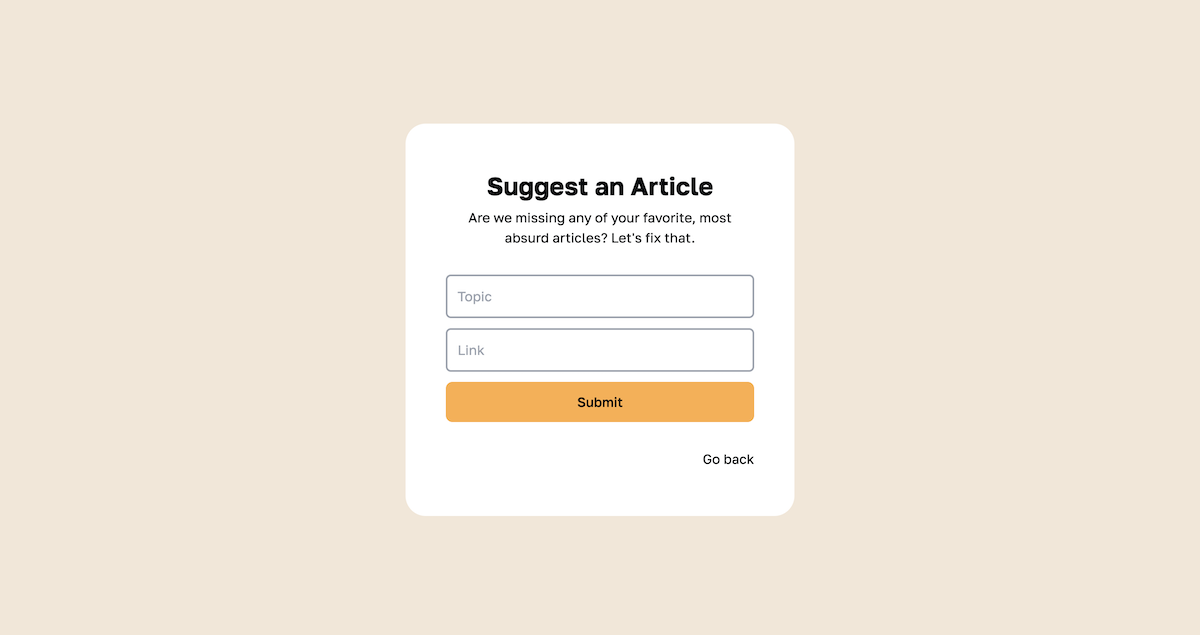 Suggest an Article
Are we missing any of your favorite, most
absurd articles? Let's fix that.
Topic
Link
Submit
Go back